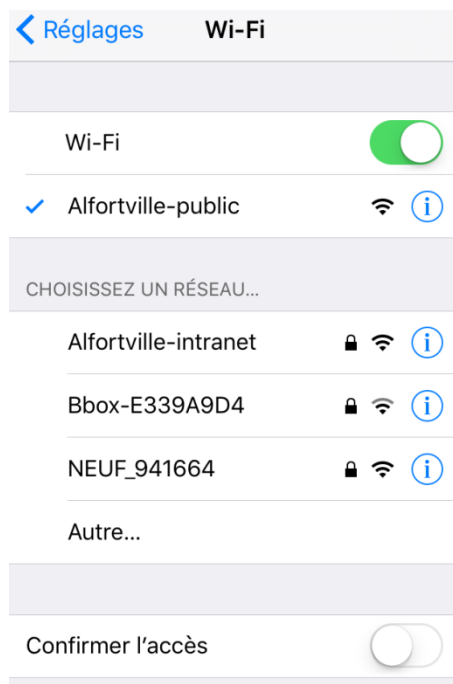 Réglages Wi-Fi
Wi-Fi
Alfortville-public
CHOISISSEZ UN RÉSEAU...
Alfortville-intranet
Bbox-E339A9D4
NEUF_941664
Autre...
Confirmer l’accès